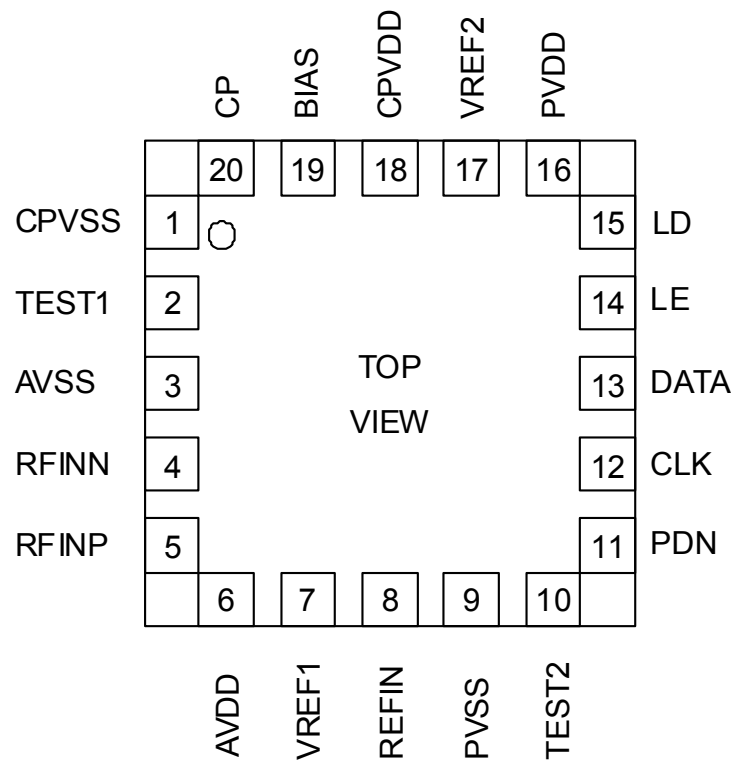 CP BIAS CPVDD VREF2 PVDD
20 19 18 17 16
CPVSS 1 15 LD
TEST1 2 14 LE
AVSS 3 TOP 13 DATA
VIEW
RFINN 4 12 CLK
RFINP 5 11 PDN
6 7 8 9 10
AVDD VREF1 REFIN PVSS TEST2